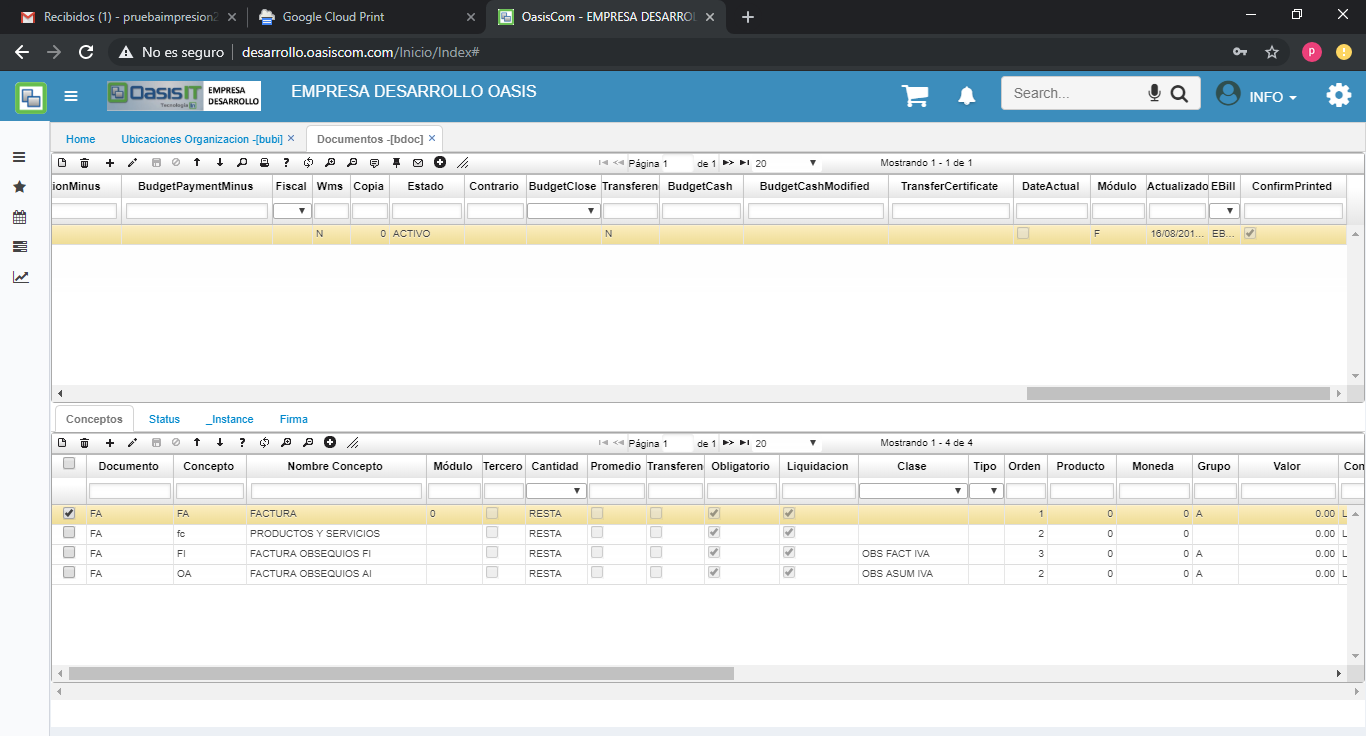 Recibidos (1) - pruebaimpresion2
Google Cloud Print
OasisCom - EMPRESA DESARROL
No es seguro
desarrollo.oasiscom.com/Inicio/Index#
P
OasisIT
Tecnología
EMPRESA
DESARROLLO
EMPRESA DESARROLLO OASIS
Search...
INFO
Home
Ubicaciones Organizacion -[bubi]
Documentos -[bdoc]
Página 1 de 1 20 Mostrando 1 - 1 de 1
ionMinus BudgetPaymentMinus Fiscal Wms Copia Estado Contrario BudgetClose Transferen BudgetCash BudgetCashModified TransferCertificate DateActual Módulo Actualizado EBill ConfirmPrinted
N 0 ACTIVO N F 16/08/201... EB...
Conceptos Status _Instance Firma
Página 1 de 1 20 Mostrando 1 - 4 de 4
Documento Concepto Nombre Concepto Módulo Tercero Cantidad Promedio Transferen Obligatorio Liquidacion Clase Tipo Orden Producto Moneda Grupo Valor Con
FA FA FACTURA 0 RESTA 1 0 0 A 0.00 L
FA fc PRODUCTOS Y SERVICIOS RESTA 2 0 0 0.00 L
FA FI FACTURA OBSEQUIOS FI RESTA OBS FACT IVA 3 0 0 A 0.00 L
FA OA FACTURA OBSEQUIOS AI RESTA OBS ASUM IVA 2 0 0 A 0.00 L